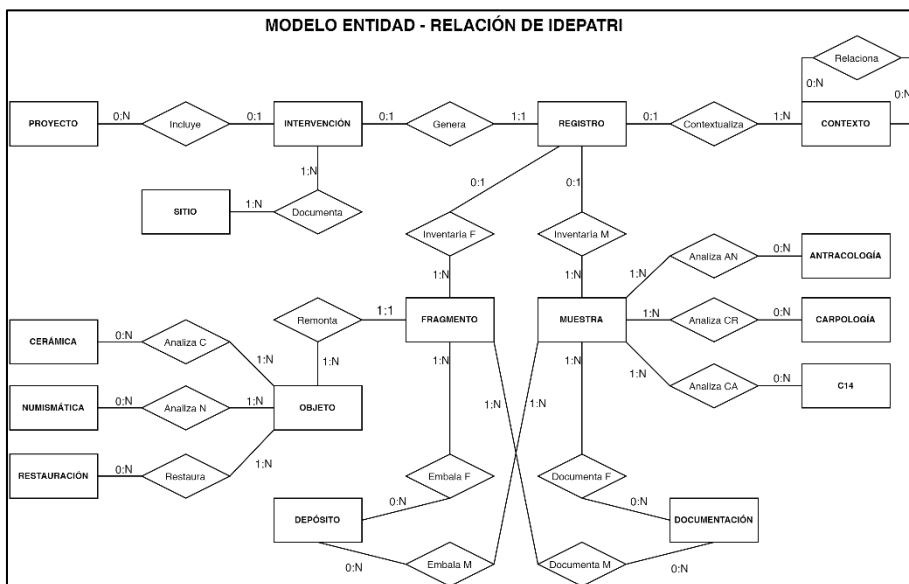 MODELO ENTIDAD - RELACIÓN DE IDEPATRI
Relaciona
0:N
0:N
PROYECTO
0:N
Incluye
0:1
INTERVENCIÓN
0:1
Genera
1:1
REGISTRO
0:1
Contextualiza
1:N
CONTEXTO
1:N
0:1
0:1
SITIO
1:N
Documenta
Inventaría F
Inventaría M
Analiza AN
0:N
ANTRACOLOGÍA
1:N
1:N
1:N
Remonta
1:1
FRAGMENTO
MUESTRA
1:N
Analiza CR
0:N
CARPOLOGÍA
CERÁMICA
0:N
Analiza C
1:N
1:N
1:N
1:N
1:N
Analiza CA
0:N
C14
NUMISMÁTICA
0:N
Analiza N
1:N
OBJETO
1:N
1:N
RESTAURACIÓN
0:N
Restaura
1:N
Embala F
Documenta F
0:N
0:N
DEPÓSITO
DOCUMENTACIÓN
0:N
Embala M
Documenta M
0:N